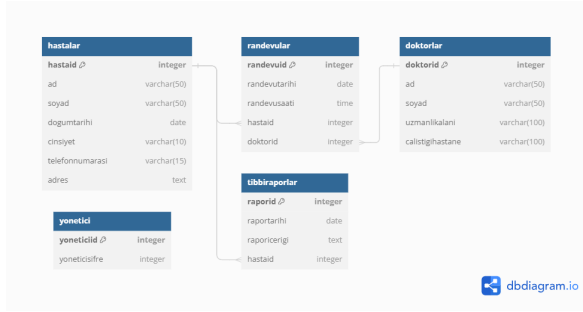 hastalar
hastaid integer
ad varchar(50)
soyad varchar(50)
dogumtarihi date
cinsiyet varchar(10)
telefonnumarasi varchar(15)
adres text
randevular
randevuid integer
randevutarihi date
randevusaati time
hastaid integer
doktorid integer
doktorlar
doktorid integer
ad varchar(50)
soyad varchar(50)
uzmanlikalani varchar(100)
calistigihastane varchar(100)
tibbiraporlar
raporid integer
raportarihi date
raporicerigi text
hastaid integer
yonetici
yoneticiid integer
yoneticisifre integer
dbdiagram.io